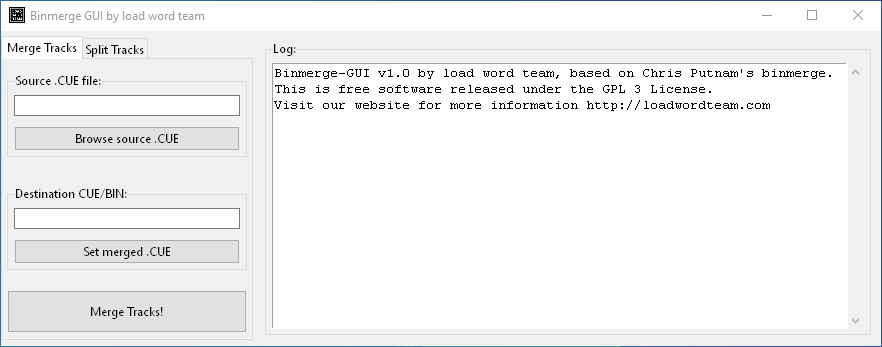 LOAD
WORD
TEAM
Binmerge GUI by load word team
Merge Tracks
Split Tracks
Source .CUE file:
Browse source .CUE
Destination CUE/BIN:
Set merged .CUE
Merge Tracks!
Log:
Binmerge-GUI v1.0 by load word team, based on Chris Putnam's binmerge.
This is free software released under the GPL 3 License.
Visit our website for more information http://loadwordteam.com